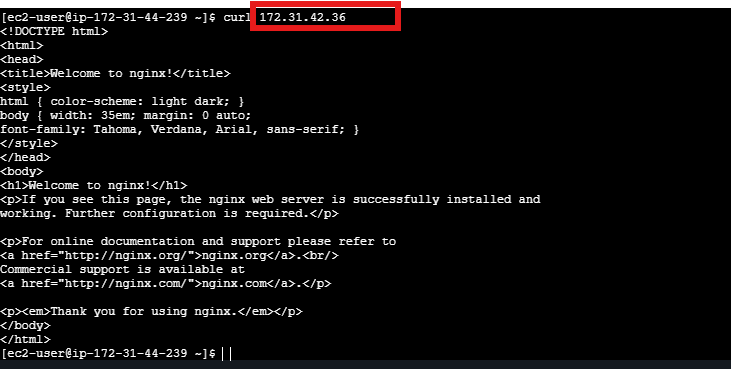 [ec2-user@ip-172-31-44-239 ~]$ curl 172.31.42.36
<!DOCTYPE html>
<html>
<head>
<title>Welcome to nginx!</title>
<style>
html { color-scheme: light dark; }
body { width: 35em; margin: 0 auto;
font-family: Tahoma, Verdana, Arial, sans-serif; }
</style>
</head>
<body>
<h1>Welcome to nginx!</h1>
<p>If you see this page, the nginx web server is successfully installed and
working. Further configuration is required.</p>

<p>For online documentation and support please refer to
<a href="http://nginx.org/">nginx.org</a>.<br/>
Commercial support is available at
<a href="http://nginx.com/">nginx.com</a>.</p>

<p><em>Thank you for using nginx.</em></p>
</body>
</html>
[ec2-user@ip-172-31-44-239 ~]$